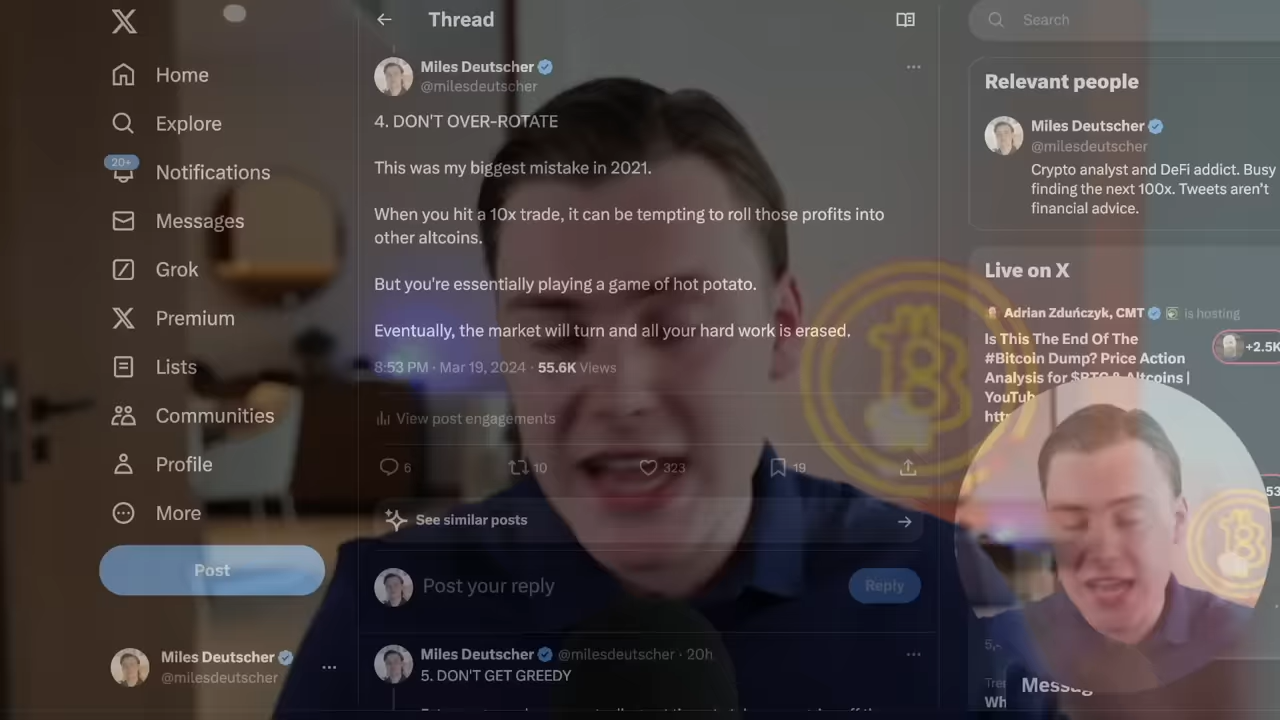 Home
Explore
20+
Notifications
Messages
Grok
Premium
Lists
Communities
Profile
More
Post
Miles Deutscher
@milesdeutscher
Thread
Miles Deutscher
@milesdeutscher
4. DON'T OVER-ROTATE
This was my biggest mistake in 2021.
When you hit a 10x trade, it can be tempting to roll those profits into
other altcoins.
But you're essentially playing a game of hot potato.
Eventually, the market will turn and all your hard work is erased.
8:53 PM · Mar 19, 2024 · 55.6K Views
View post engagements
6 10 323 19
See similar posts
Post your reply
Reply
Miles Deutscher @milesdeutscher · 20h
5. DON'T GET GREEDY
Search
Relevant people
Miles Deutscher
@milesdeutscher
Crypto analyst and DeFi addict. Busy
finding the next 100x. Tweets aren't
financial advice.
Live on X
Adrian Zduńczyk, CMT is hosting
Is This The End Of The
#Bitcoin Dump? Price Action
Analysis for $BTC & Altcoins |
YouTub
+2.5K
53